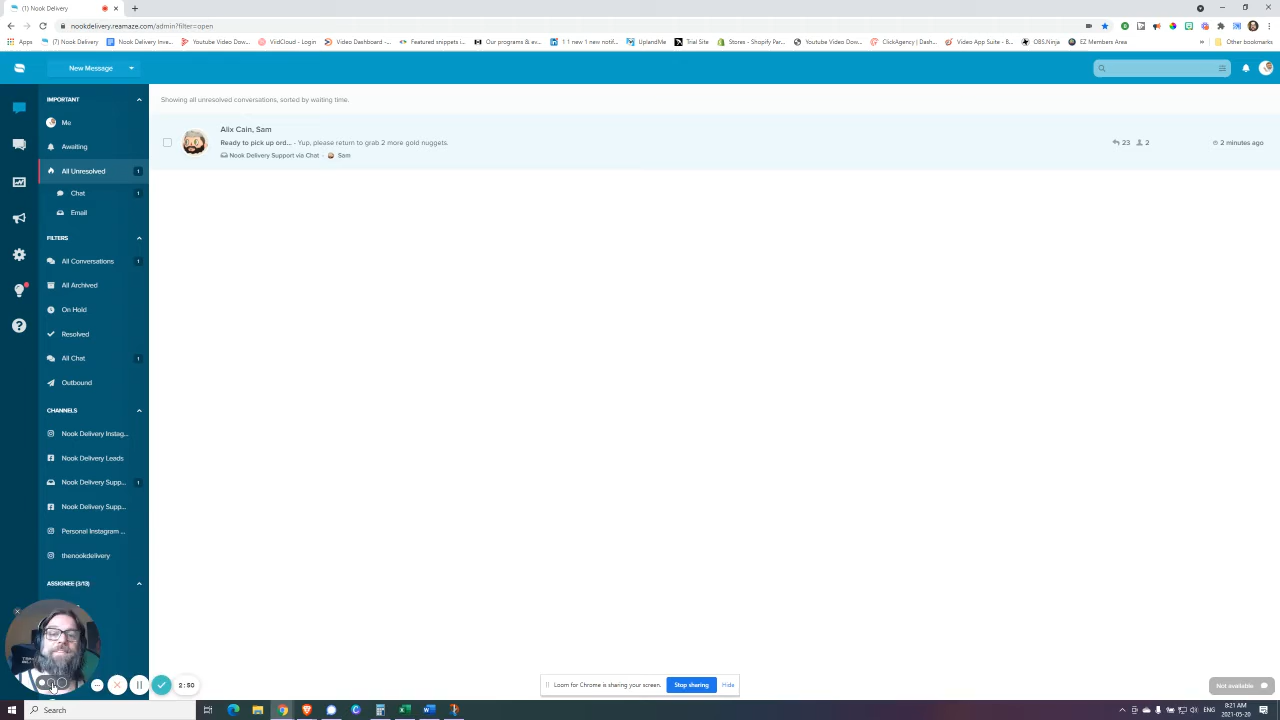 (1) Nook Delivery
nookdelivery.reamaze.com/admin?filter=open
Apps
(7) Nook Delivery
Nook Delivery Inve...
Youtube Video Dow...
VidCloud - Login
Video Dashboard -...
Featured snippets i...
Our programs & av...
1 1 new 1 new notif...
UplandMe
Trial Site
Stores - Shopify Par...
Youtube Video Dow...
ClickAgency | Dash...
Video App Suite - B...
OBS.Ninja
EZ Members Area
»
Other bookmarks
New Message
IMPORTANT
Me
Awaiting
All Unresolved 1
Chat 1
Email
FILTERS
All Conversations 1
All Archived
On Hold
Resolved
All Chat 1
Outbound
CHANNELS
Nook Delivery Instag...
Nook Delivery Leads
Nook Delivery Supp... 1
Nook Delivery Supp...
Personal Instagram ...
thenookdelivery
ASSIGNEE (3/13)
Showing all unresolved conversations, sorted by waiting time.
Alix Cain, Sam
Ready to pick up ord... - Yup, please return to grab 2 more gold nuggets.
Nook Delivery Support via Chat - Sam
23 2
2 minutes ago
2:50
Loom for Chrome is sharing your screen.
Stop sharing
Hide
Not available
Search
8:21 AM
2021-05-20